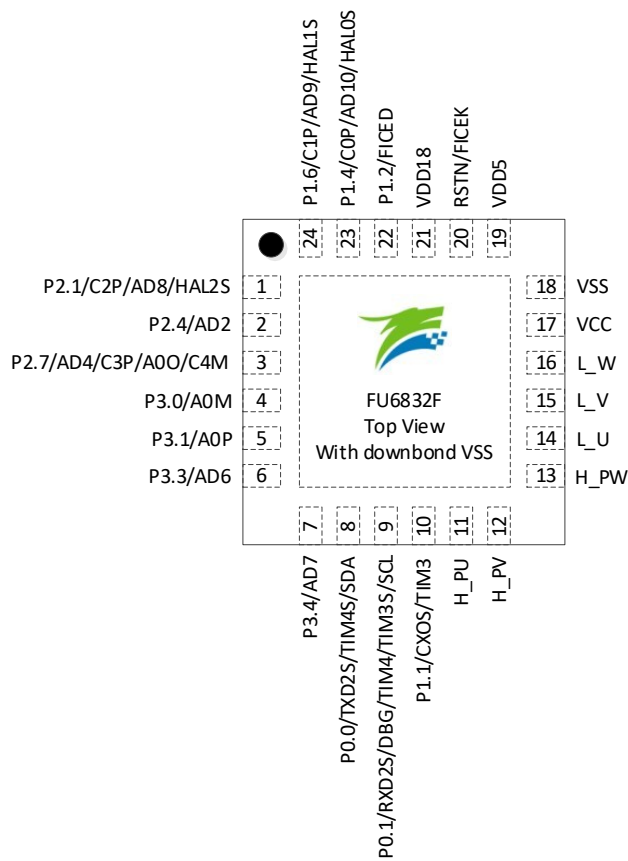 P1.6/C1P/AD9/HAL1S
P1.4/C0P/AD10/HAL0S
P1.2/FICED
VDD18
RSTN/FICEK
VDD5
24
23
22
21
20
19
P2.1/C2P/AD8/HAL2S
1
P2.4/AD2
2
P2.7/AD4/C3P/A0O/C4M
3
P3.0/A0M
4
P3.1/A0P
5
P3.3/AD6
6
FU6832F
Top View
With downbond VSS
18
VSS
17
VCC
16
L_W
15
L_V
14
L_U
13
H_PW
7
8
9
10
11
12
P3.4/AD7
P0.0/TXD2S/TIM4S/SDA
P0.1/RXD2S/DBG/TIM4/TIM3S/SCL
P1.1/CXOS/TIM3
H_PU
H_PV